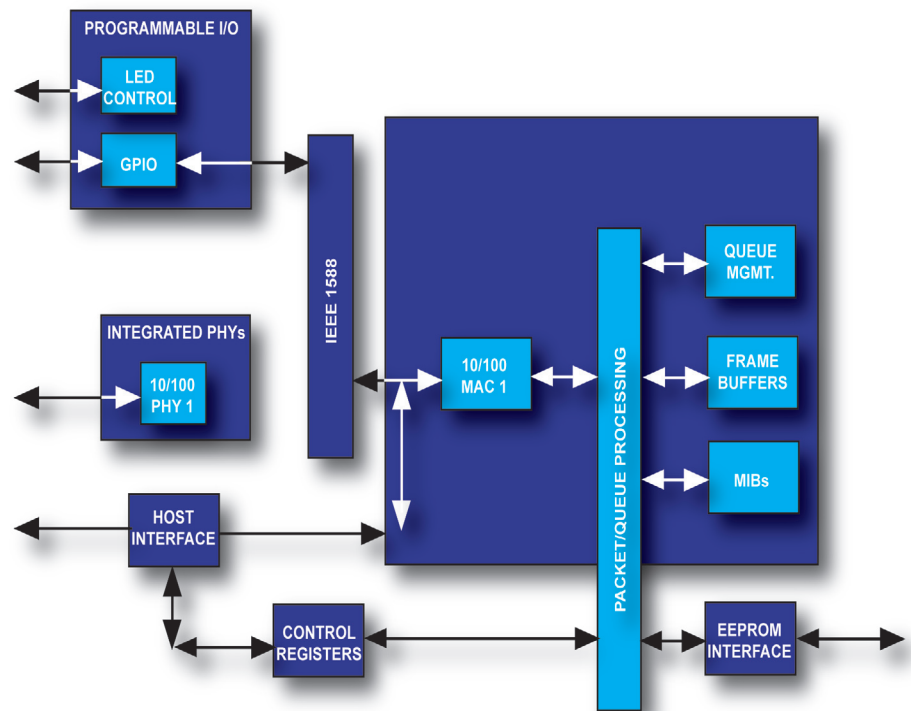 PROGRAMMABLE I/O
LED
CONTROL
GPIO
IEEE 1588
INTEGRATED PHYs
10/100
PHY 1
10/100
MAC 1
PACKET/QUEUE PROCESSING
QUEUE
MGMT.
FRAME
BUFFERS
MIBs
HOST
INTERFACE
CONTROL
REGISTERS
EEPROM
INTERFACE